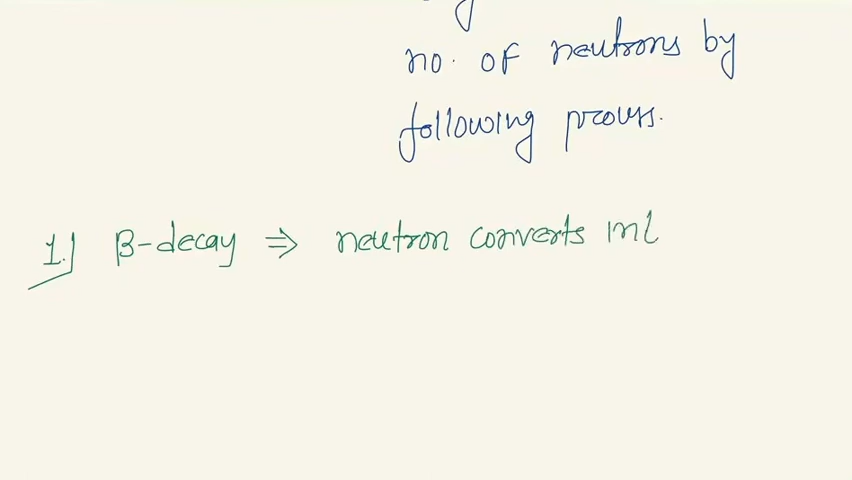 no. of neutrons by
following process.
1.) β-decay ⇒ neutron converts int